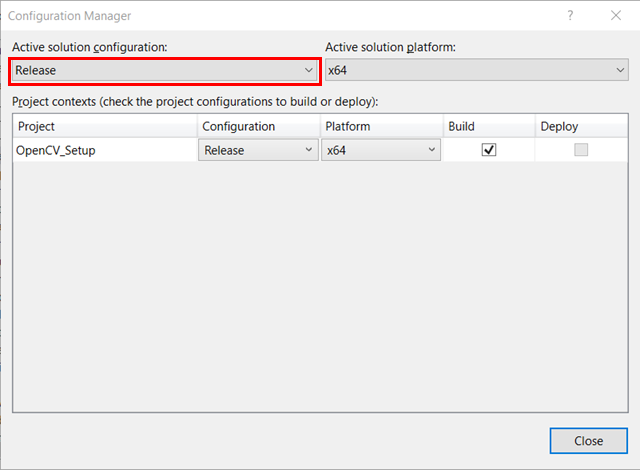 Configuration Manager
Active solution configuration: Active solution platform:
Release x64
Project contexts (check the project configurations to build or deploy):
Project Configuration Platform Build Deploy
OpenCV_Setup Release x64
Close